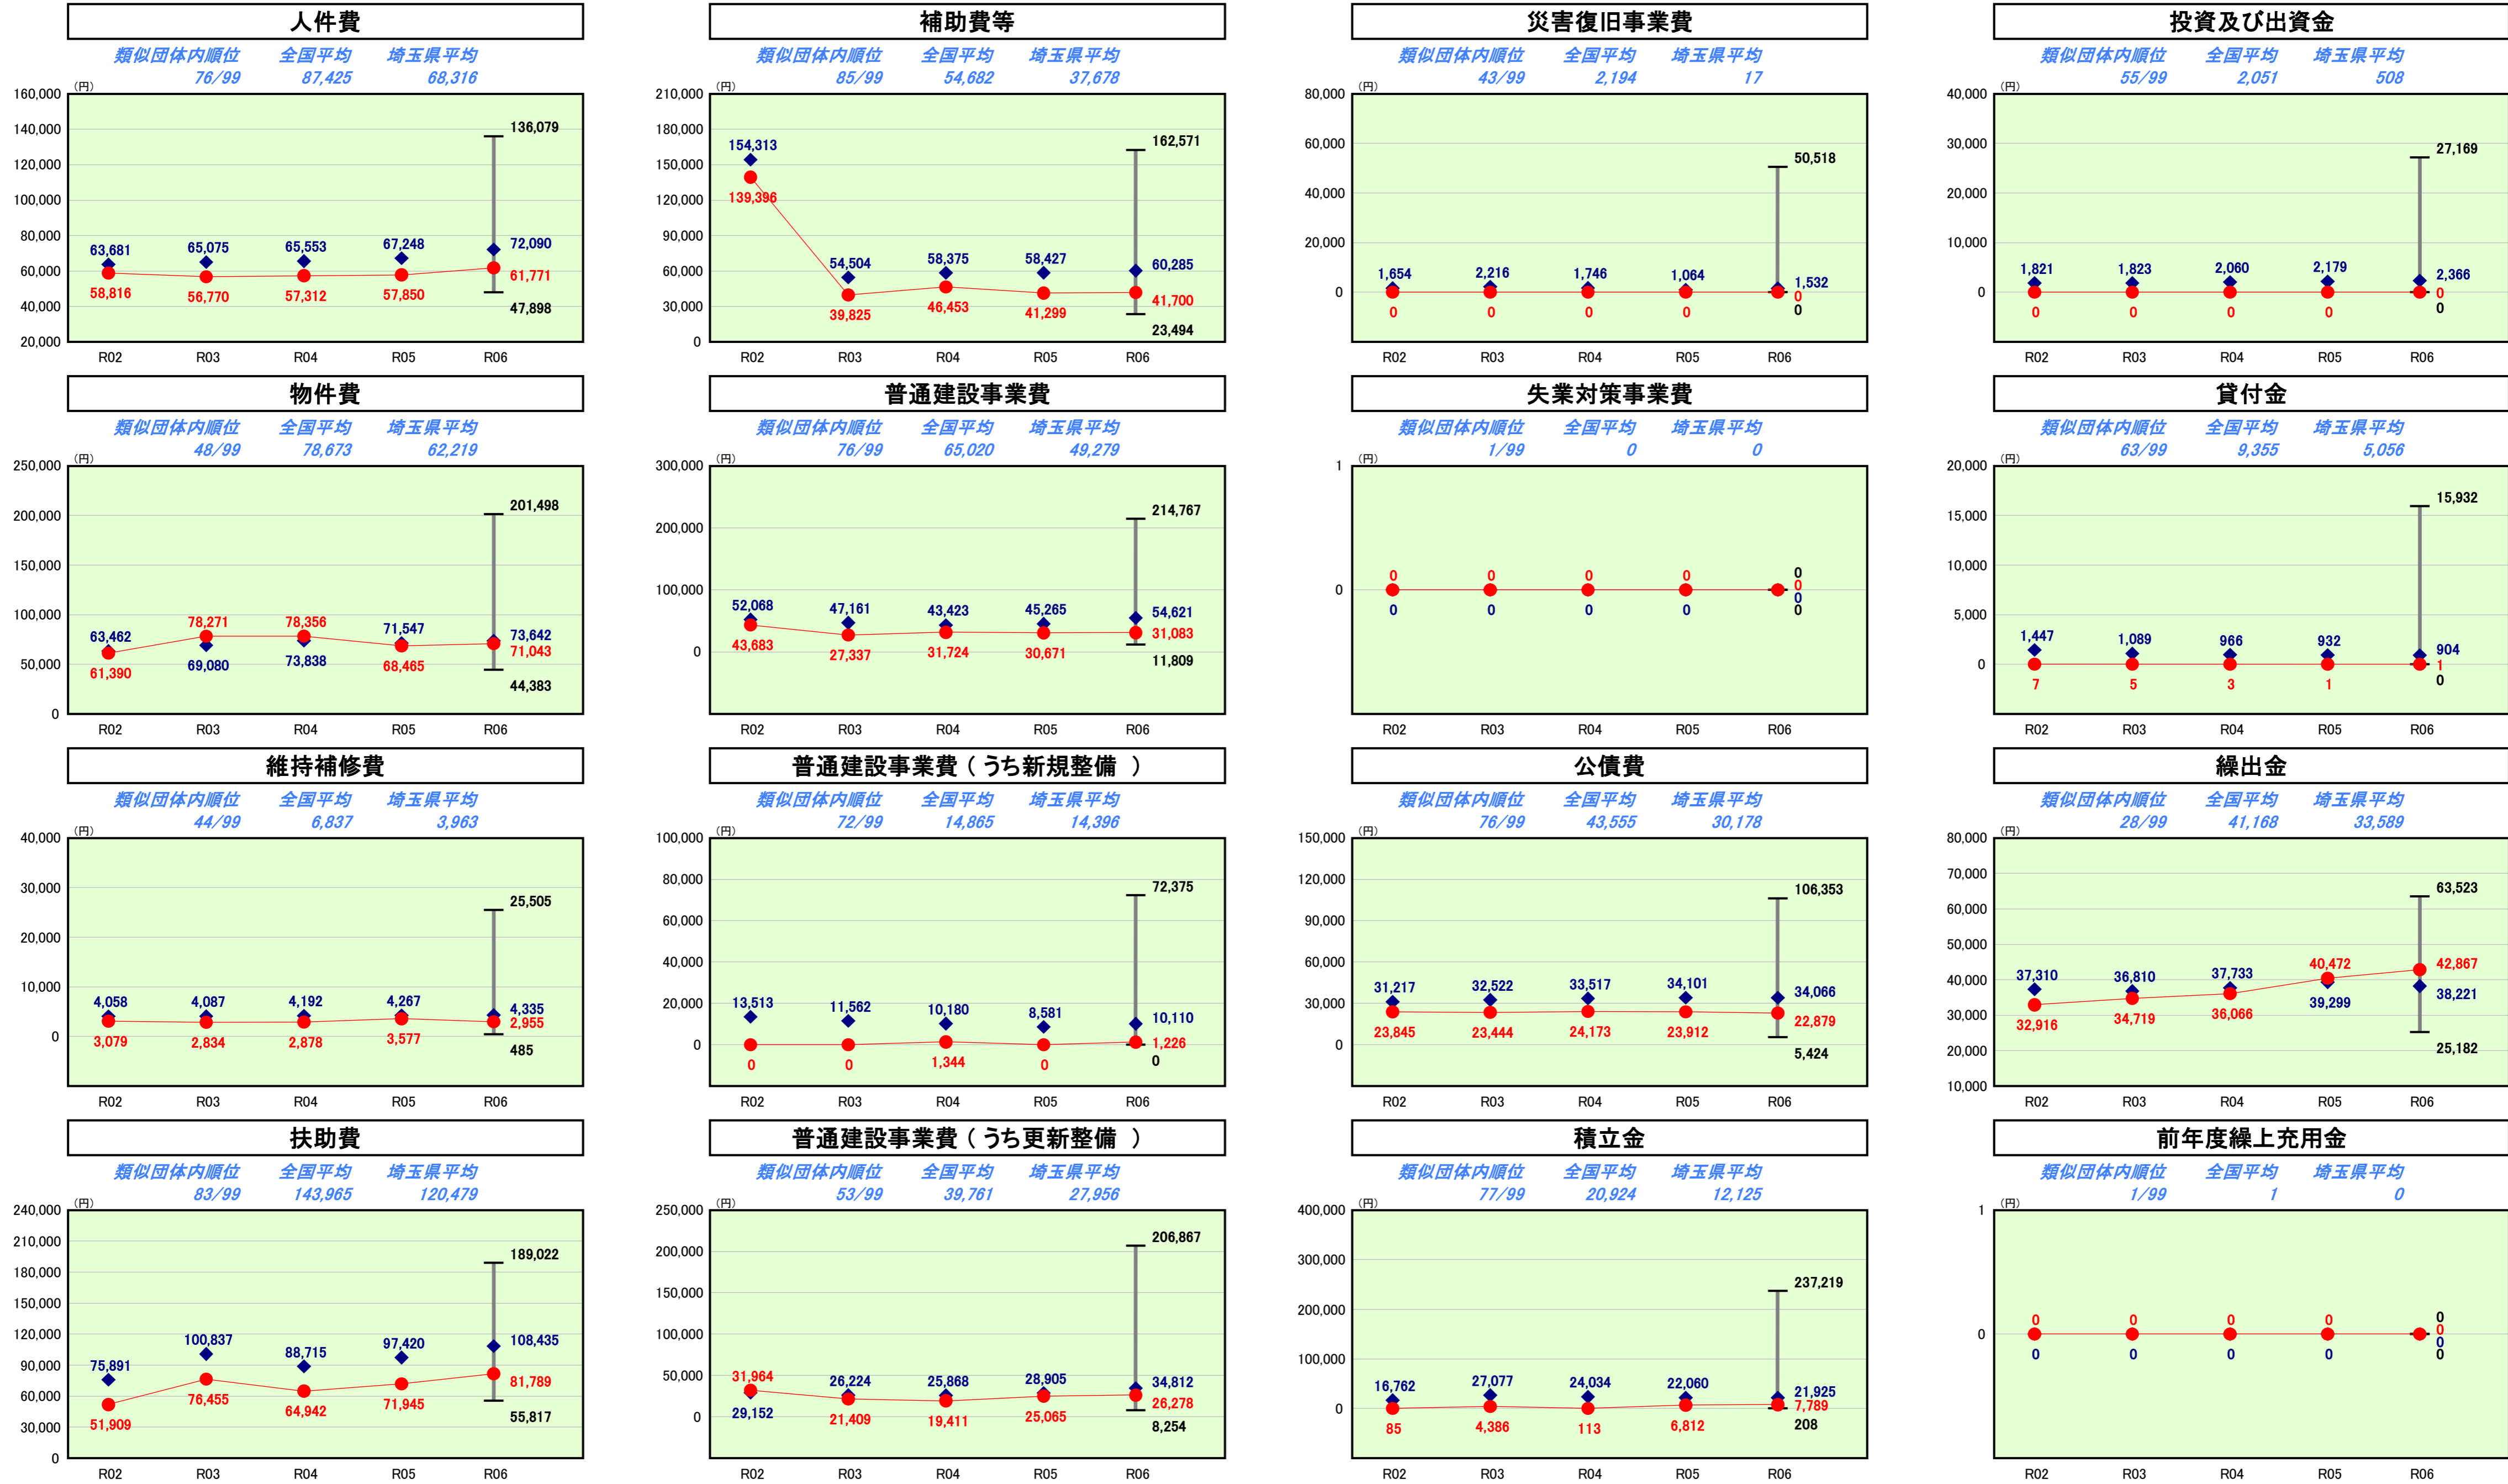 人件費
類似団体内順位 全国平均 埼玉県平均
76/99 87,425 68,316
(円)
160,000
140,000
120,000
100,000
80,000
60,000
40,000
20,000
136,079
63,681 65,075 65,553 67,248 72,090
58,816 56,770 57,312 57,850 61,771
47,898
R02 R03 R04 R05 R06
補助費等
類似団体内順位 全国平均 埼玉県平均
85/99 54,682 37,678
(円)
210,000
180,000
150,000
120,000
90,000
60,000
30,000
0
162,571
154,313 54,504 58,375 58,427 60,285
139,396 39,825 46,453 41,299 41,700
23,494
R02 R03 R04 R05 R06
災害復旧事業費
類似団体内順位 全国平均 埼玉県平均
43/99 2,194 17
(円)
80,000
60,000
40,000
20,000
0
50,518
1,654 2,216 1,746 1,064 1,532
0 0 0 0 0
0
R02 R03 R04 R05 R06
投資及び出資金
類似団体内順位 全国平均 埼玉県平均
55/99 2,051 508
(円)
40,000
30,000
20,000
10,000
0
27,169
1,821 1,823 2,060 2,179 2,366
0 0 0 0 0
0
R02 R03 R04 R05 R06
物件費
類似団体内順位 全国平均 埼玉県平均
48/99 78,673 62,219
(円)
250,000
200,000
150,000
100,000
50,000
0
201,498
63,462 78,271 78,356 71,547 73,642
61,390 69,080 73,838 68,465 71,043
44,383
R02 R03 R04 R05 R06
普通建設事業費
類似団体内順位 全国平均 埼玉県平均
76/99 65,020 49,279
(円)
300,000
200,000
100,000
0
214,767
52,068 47,161 43,423 45,265 54,621
43,683 27,337 31,724 30,671 31,083
11,809
R02 R03 R04 R05 R06
失業対策事業費
類似団体内順位 全国平均 埼玉県平均
1/99 0 0
(円)
1
0
0
0 0 0 0 0
0 0 0 0 0
0
R02 R03 R04 R05 R06
貸付金
類似団体内順位 全国平均 埼玉県平均
63/99 9,355 5,056
(円)
20,000
15,000
10,000
5,000
0
15,932
1,447 1,089 966 932 904
7 5 3 1 1
0
R02 R03 R04 R05 R06
維持補修費
類似団体内順位 全国平均 埼玉県平均
44/99 6,837 3,963
(円)
40,000
30,000
20,000
10,000
0
25,505
4,058 4,087 4,192 4,267 4,335
3,079 2,834 2,878 3,577 2,955
485
R02 R03 R04 R05 R06
普通建設事業費(うち新規整備 )
類似団体内順位 全国平均 埼玉県平均
72/99 14,865 14,396
(円)
100,000
80,000
60,000
40,000
20,000
0
72,375
13,513 11,562 10,180 8,581 10,110
0 0 1,344 0 1,226
0
R02 R03 R04 R05 R06
公債費
類似団体内順位 全国平均 埼玉県平均
76/99 43,555 30,178
(円)
150,000
120,000
90,000
60,000
30,000
0
106,353
31,217 32,522 33,517 34,101 34,066
23,845 23,444 24,173 23,912 22,879
5,424
R02 R03 R04 R05 R06
繰出金
類似団体内順位 全国平均 埼玉県平均
28/99 41,168 33,589
(円)
80,000
70,000
60,000
50,000
40,000
30,000
20,000
10,000
63,523
37,310 36,810 37,733 40,472 42,867
32,916 34,719 36,066 39,299 38,221
25,182
R02 R03 R04 R05 R06
扶助費
類似団体内順位 全国平均 埼玉県平均
83/99 143,965 120,479
(円)
240,000
210,000
180,000
150,000
120,000
90,000
60,000
30,000
0
189,022
75,891 100,837 88,715 97,420 108,435
51,909 76,455 64,942 71,945 81,789
55,817
R02 R03 R04 R05 R06
普通建設事業費(うち更新整備 )
類似団体内順位 全国平均 埼玉県平均
53/99 39,761 27,956
(円)
250,000
200,000
150,000
100,000
50,000
0
206,867
31,964 26,224 25,868 28,905 34,812
29,152 21,409 19,411 25,065 26,278
8,254
R02 R03 R04 R05 R06
積立金
類似団体内順位 全国平均 埼玉県平均
77/99 20,924 12,125
(円)
400,000
300,000
200,000
100,000
0
237,219
16,762 27,077 24,034 22,060 21,925
85 4,386 113 6,812 7,789
208
R02 R03 R04 R05 R06
前年度繰上充用金
類似団体内順位 全国平均 埼玉県平均
1/99 1 0
(円)
1
0
0
0 0 0 0 0
0 0 0 0 0
0
R02 R03 R04 R05 R06